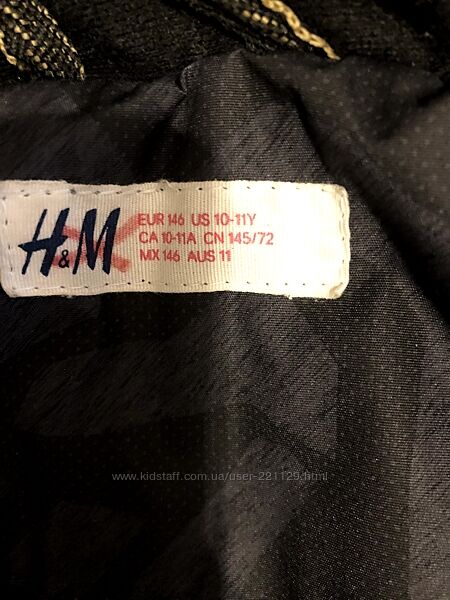 H&M
EUR 146 US 10-11Y
CA 10-11A CN 145/72
MX 146 AUS 11
www.kidstaff.com.ua/user-221129.html